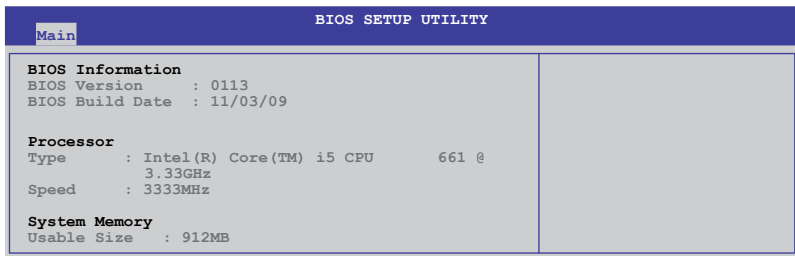 BIOS SETUP UTILITY
Main
BIOS Information
BIOS Version : 0113
BIOS Build Date : 11/03/09
Processor
Type : Intel(R) Core(TM) i5 CPU 661 @
3.33GHz
Speed : 3333MHz
System Memory
Usable Size : 912MB